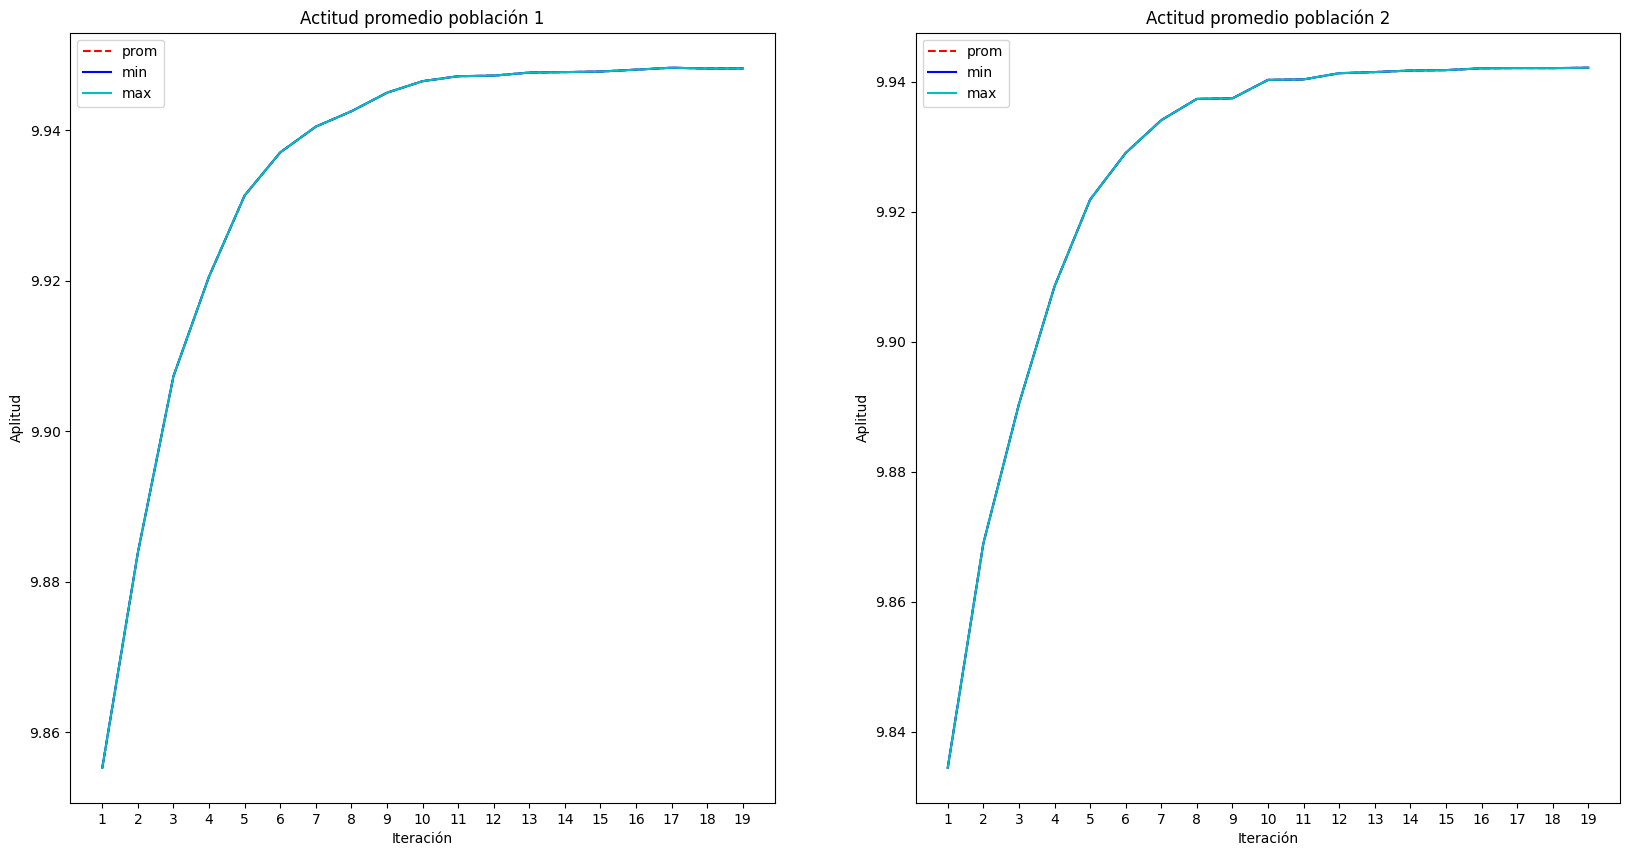 Actitud promedio población 1
prom
min
max
9.94
9.92
9.90
9.88
9.86
Aplitud
1 2 3 4 5 6 7 8 9 10 11 12 13 14 15 16 17 18 19
Iteración
Actitud promedio población 2
prom
min
max
9.94
9.92
9.90
9.88
9.86
9.84
Aplitud
1 2 3 4 5 6 7 8 9 10 11 12 13 14 15 16 17 18 19
Iteración